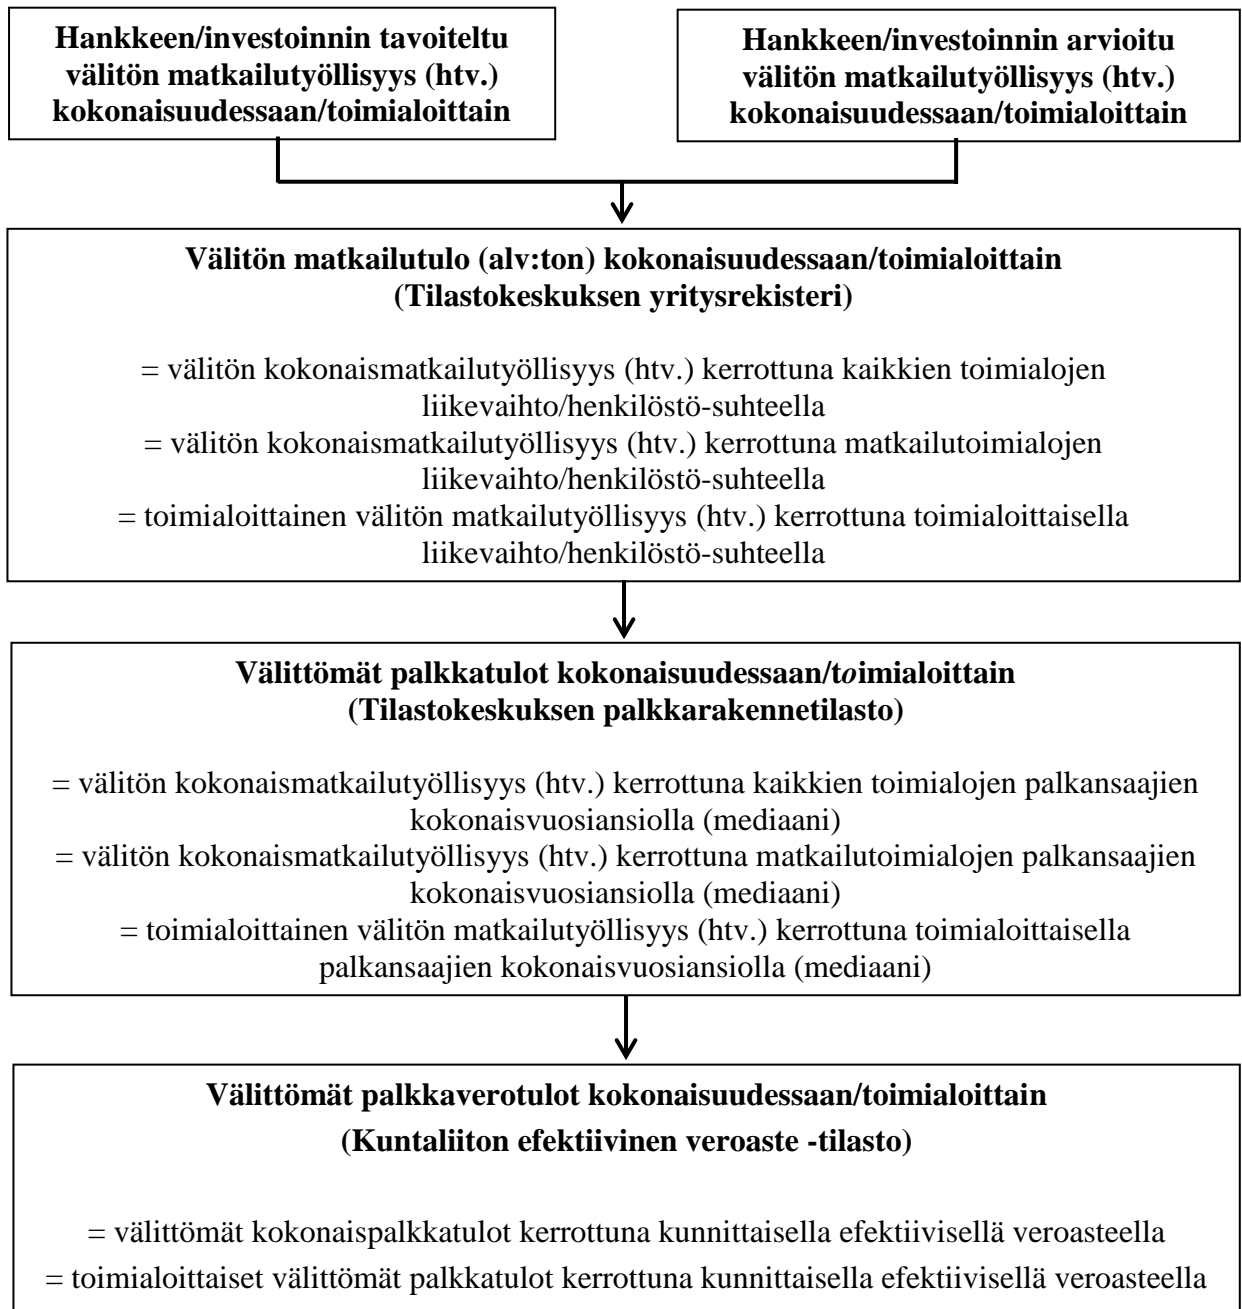 Hankkeen/investoinnin tavoiteltu
välitön matkailutyöllisyys (htv.)
kokonaisuudessaan/toimialoittain
Hankkeen/investoinnin arvioitu
välitön matkailutyöllisyys (htv.)
kokonaisuudessaan/toimialoittain
Välitön matkailutulo (alv:ton) kokonaisuudessaan/toimialoittain
(Tilastokeskuksen yritysrekisteri)
= välitön kokonaismatkailutyöllisyys (htv.) kerrottuna kaikkien toimialojen
liikevaihto/henkilöstö-suhteella
= välitön kokonaismatkailutyöllisyys (htv.) kerrottuna matkailutoimialojen
liikevaihto/henkilöstö-suhteella
= toimialoittainen välitön matkailutyöllisyys (htv.) kerrottuna toimialoittaisella
liikevaihto/henkilöstö-suhteella
Välittömät palkkatulot kokonaisuudessaan/toimialoittain
(Tilastokeskuksen palkkarakennetilasto)
= välitön kokonaismatkailutyöllisyys (htv.) kerrottuna kaikkien toimialojen palkansaajien
kokonaisvuosiansiolla (mediaani)
= välitön kokonaismatkailutyöllisyys (htv.) kerrottuna matkailutoimialojen palkansaajien
kokonaisvuosiansiolla (mediaani)
= toimialoittainen välitön matkailutyöllisyys (htv.) kerrottuna toimialoittaisella
palkansaajien kokonaisvuosiansiolla (mediaani)
Välittömät palkkaverotulot kokonaisuudessaan/toimialoittain
(Kuntaliiton efektiivinen veroaste -tilasto)
= välittömät kokonaispalkkatulot kerrottuna kunnittaisella efektiivisellä veroasteella
= toimialoittaiset välittömät palkkatulot kerrottuna kunnittaisella efektiivisellä veroasteella